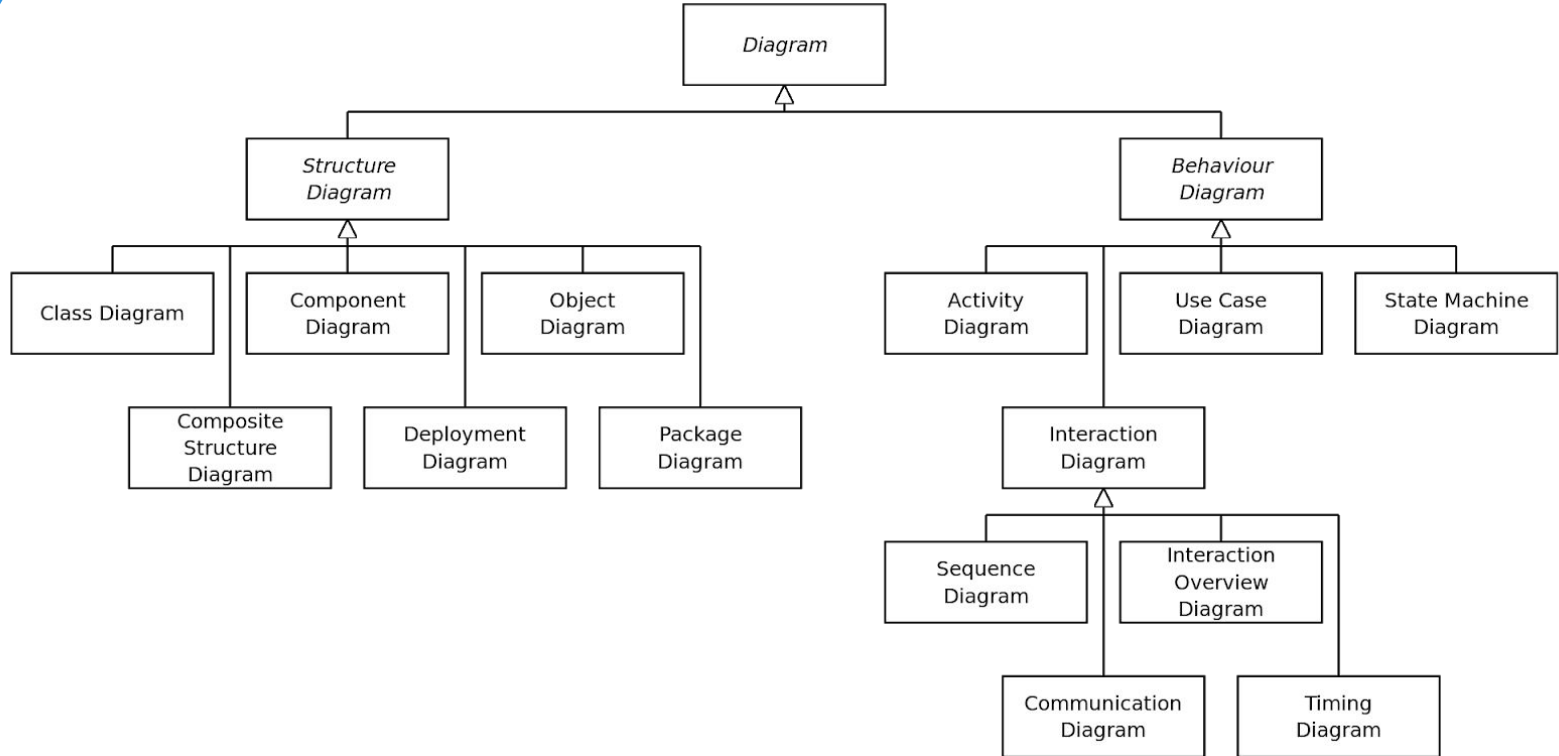 Diagram
Structure
Diagram
Behaviour
Diagram
Class Diagram
Component
Diagram
Object
Diagram
Activity
Diagram
Use Case
Diagram
State Machine
Diagram
Composite
Structure
Diagram
Deployment
Diagram
Package
Diagram
Interaction
Diagram
Sequence
Diagram
Interaction
Overview
Diagram
Communication
Diagram
Timing
Diagram